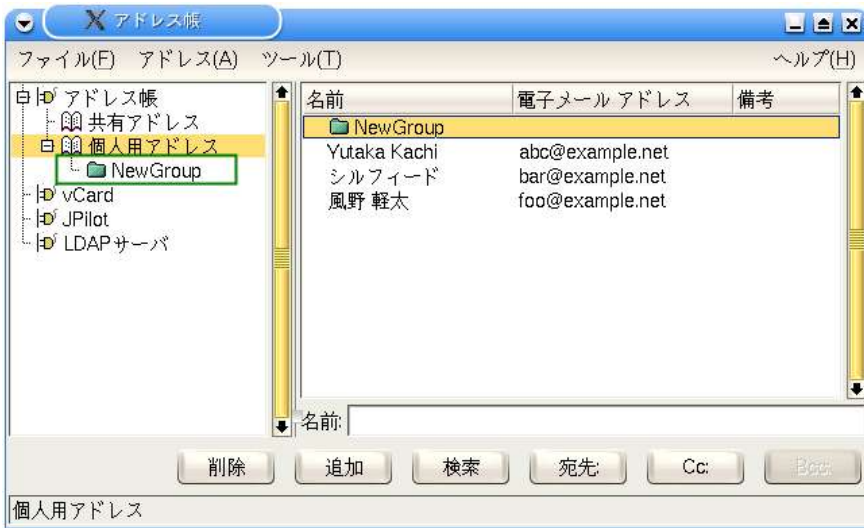 アドレス帳
ファイル(F) アドレス(A) ツール(T) ヘルプ(H)
アドレス帳
共有アドレス
個人用アドレス
NewGroup
vCard
JPilot
LDAPサーバ
名前 電子メール アドレス 備考
NewGroup
Yutaka Kachi abc@example.net
シルフィード bar@example.net
風野 軽太 foo@example.net
名前:
削除 追加 検索 宛先: Cc: Bcc:
個人用アドレス